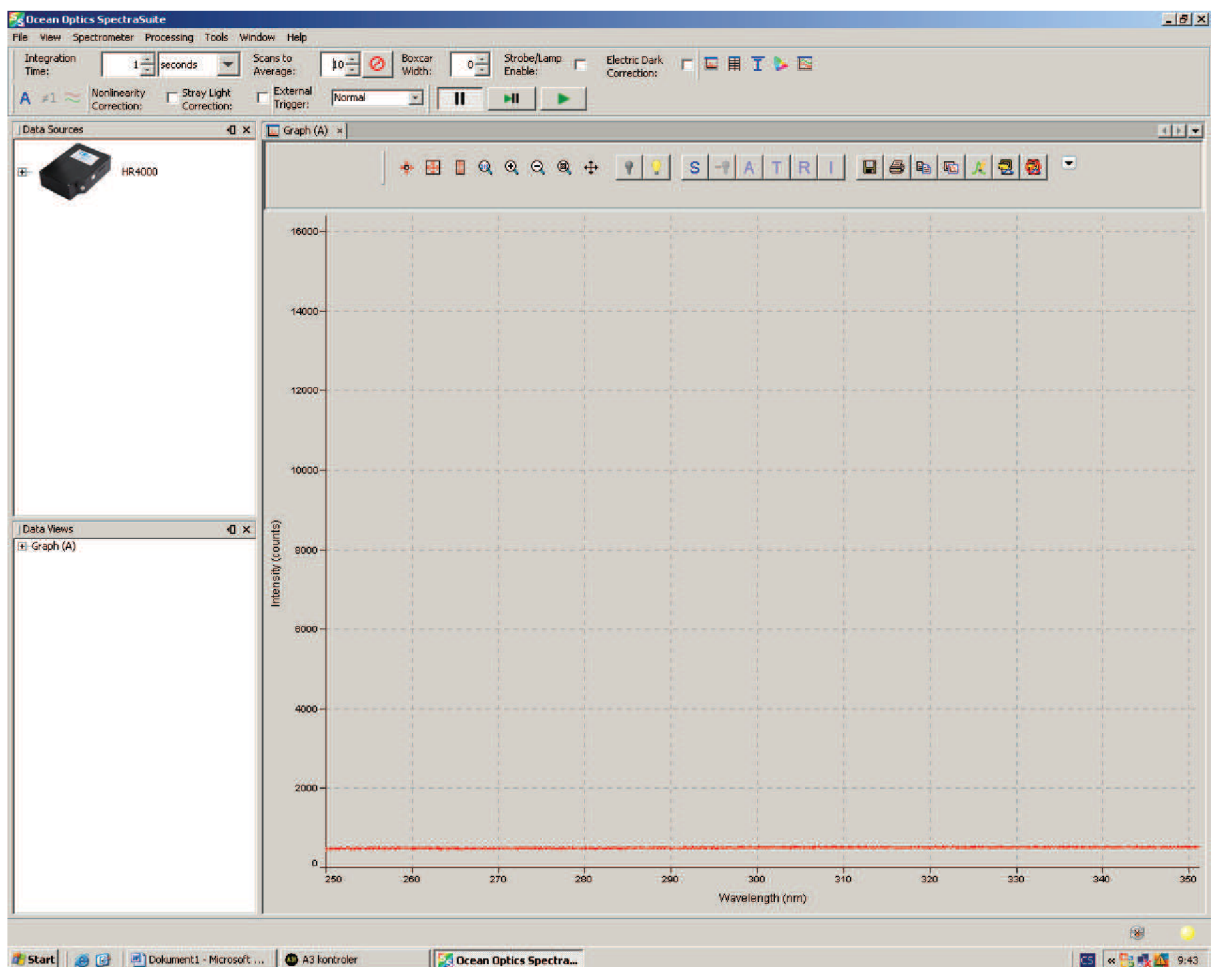 Ocean Optics SpectraSuite
File View Spectrometer Processing Tools Window Help
Integration Time: 1 seconds Scans to Average: 10 Boxcar Width: 0 Strobe/Lamp Enable: Electric Dark Correction:
A ≠1 Nonlinearity Correction: Stray Light Correction: External Trigger: Normal
Data Sources
Graph (A)
HR4000
S A T R I
16000
14000
12000
10000
8000
6000
4000
2000
0
Intensity (counts)
250 260 270 280 290 300 310 320 330 340 350
Wavelength (nm)
Data Views
Graph (A)
Start Dokument1 - Microsoft ... A3 kontroler Ocean Optics Spectra... CS « 9:43